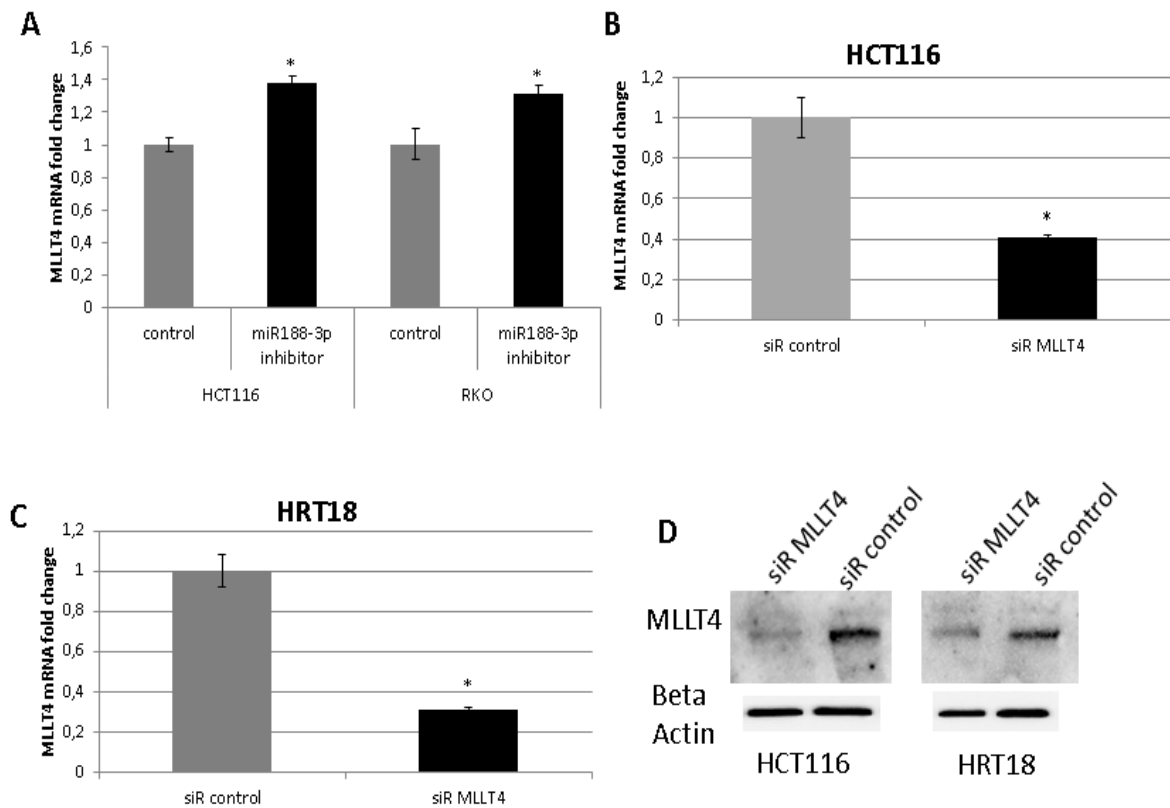 A
MLLT4 mRNA fold change
1,6
1,4
1,2
1
0,8
0,6
0,4
0,2
0
*
*
control
miR188-3p
inhibitor
control
miR188-3p
inhibitor
HCT116
RKO
B
HCT116
MLLT4 mRNA fold change
1,2
1
0,8
0,6
0,4
0,2
0
*
siR control
siR MLLT4
C
HRT18
MLLT4 mRNA fold change
1,2
1
0,8
0,6
0,4
0,2
0
*
siR control
siR MLLT4
D
siR MLLT4
siR control
siR MLLT4
siR control
MLLT4
Beta
Actin
HCT116
HRT18